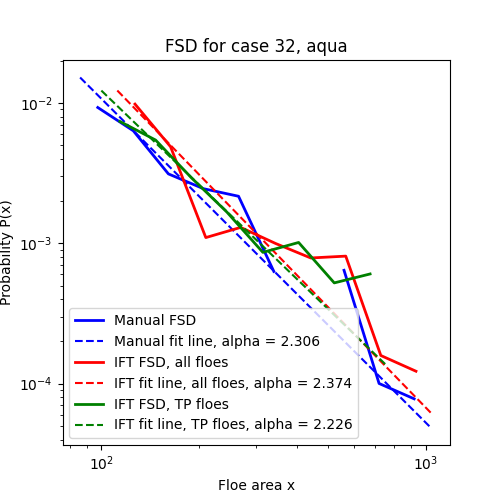 FSD for case 32, aqua
Probability P(x)
10⁻²
10⁻³
10⁻⁴
Manual FSD
Manual fit line, alpha = 2.306
IFT FSD, all floes
IFT fit line, all floes, alpha = 2.374
IFT FSD, TP floes
IFT fit line, TP floes, alpha = 2.226
10²
10³
Floe area x